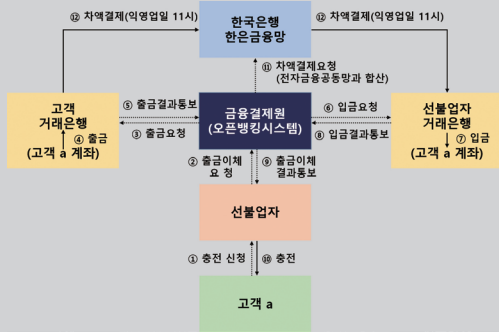 ⑫ 차액결제(익영업일 11시)
한국은행
한은금융망
⑫ 차액결제(익영업일 11시)
⑪ 차액결제요청
(전자금융공동망과 합산)
고객
거래은행
④ 출금
(고객 a 계좌)
⑤ 출금결과통보
③ 출금요청
금융결제원
(오픈뱅킹시스템)
⑥ 입금요청
⑧ 입금결과통보
선불업자
거래은행
⑦ 입금
(고객 a 계좌)
② 출금이체
요 청
⑨ 출금이체
결과통보
선불업자
① 충전 신청
⑩ 충전
고객 a